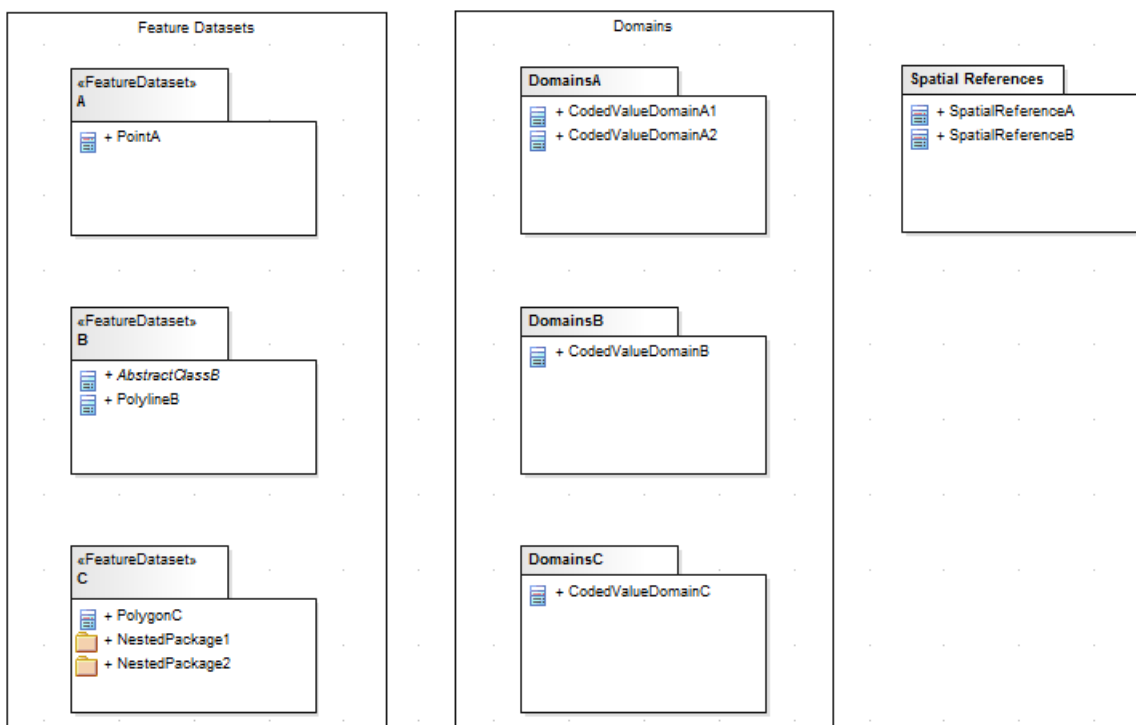 Feature Datasets
«FeatureDataset»
A
+ PointA
«FeatureDataset»
B
+ AbstractClassB
+ PolylineB
«FeatureDataset»
C
+ PolygonC
+ NestedPackage1
+ NestedPackage2
Domains
DomainsA
+ CodedValueDomainA1
+ CodedValueDomainA2
DomainsB
+ CodedValueDomainB
DomainsC
+ CodedValueDomainC
Spatial References
+ SpatialReferenceA
+ SpatialReferenceB